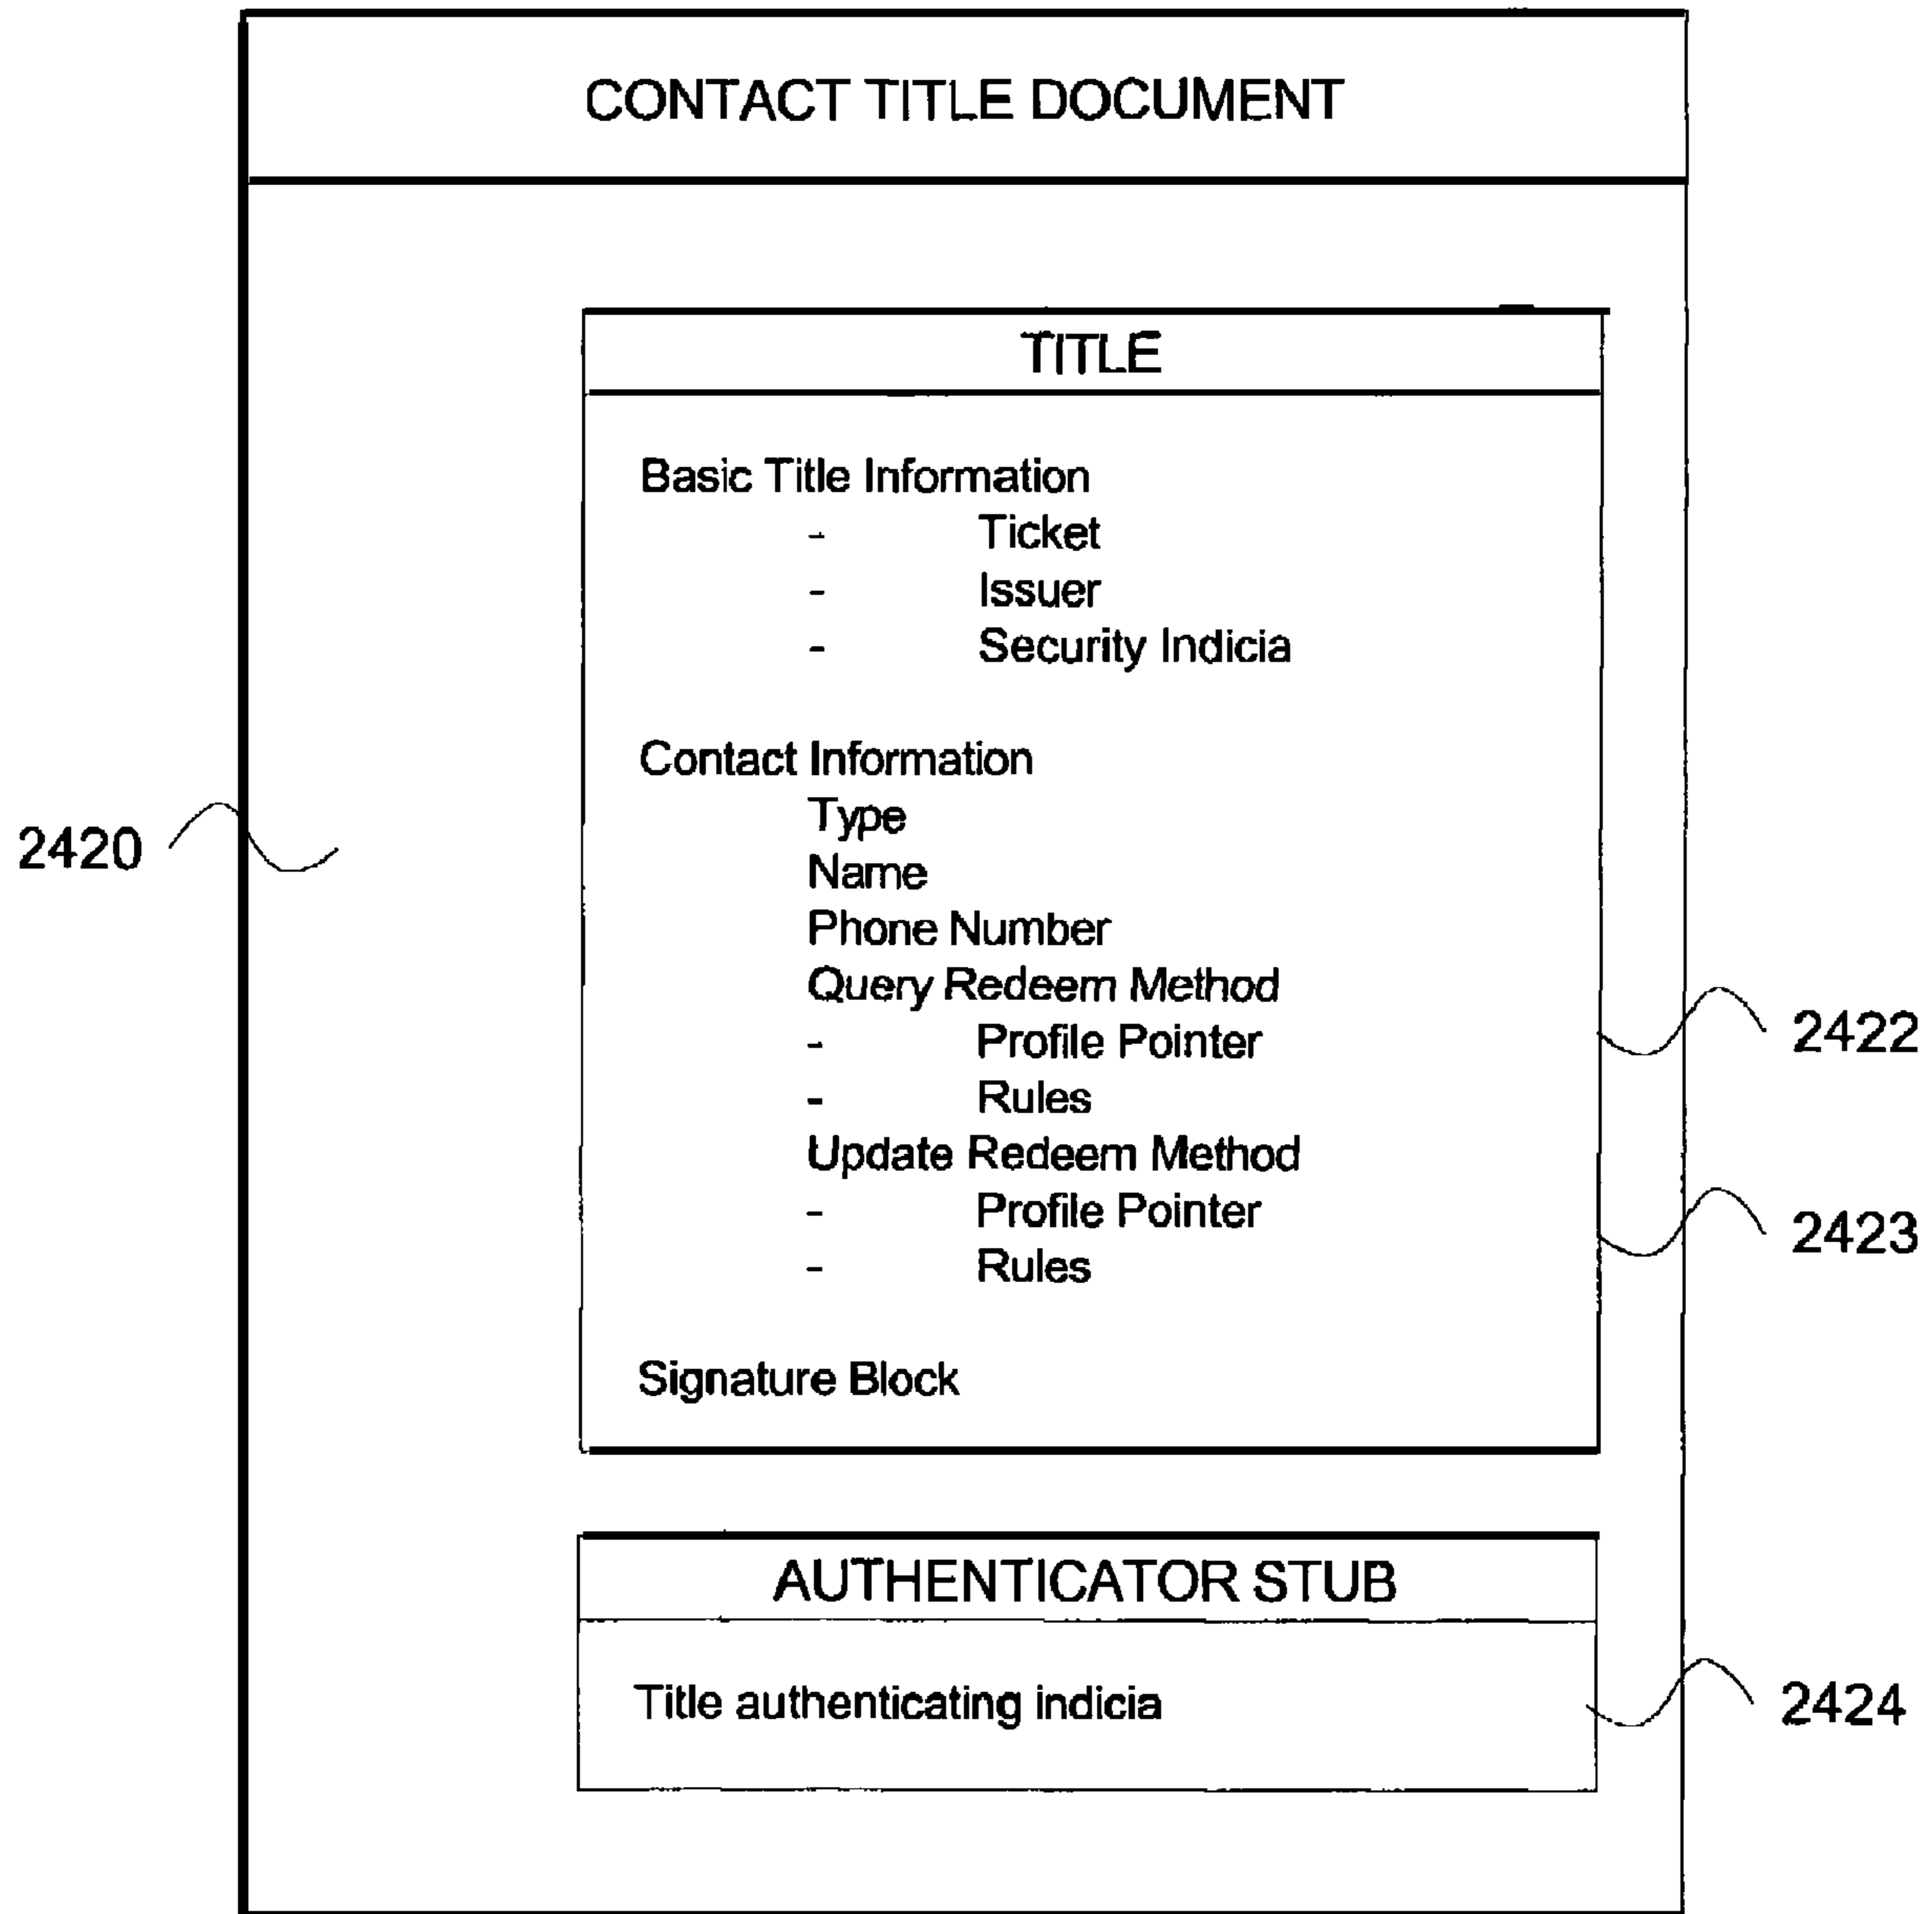 CONTACT TITLE DOCUMENT
TITLE
Basic Title Information
- Ticket
- Issuer
- Security Indicia
Contact Information
Type
Name
Phone Number
Query Redeem Method
- Profile Pointer
- Rules
Update Redeem Method
- Profile Pointer
- Rules
Signature Block
AUTHENTICATOR STUB
Title authenticating indicia
2420
2422
2423
2424